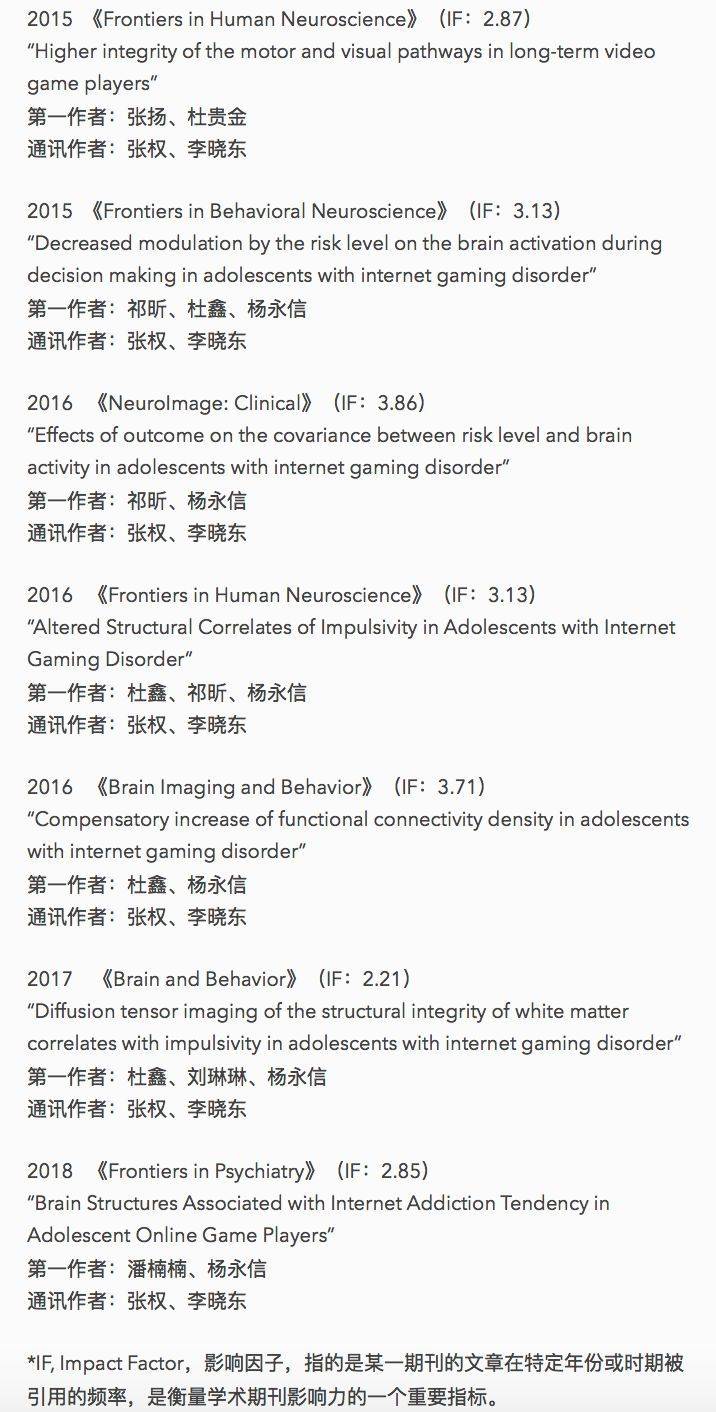 2015 《Frontiers in Human Neuroscience》（IF：2.87）
“Higher integrity of the motor and visual pathways in long-term video
game players”
第一作者：张扬、杜贵金
通讯作者：张权、李晓东
2015 《Frontiers in Behavioral Neuroscience》（IF：3.13）
“Decreased modulation by the risk level on the brain activation during
decision making in adolescents with internet gaming disorder”
第一作者：祁昕、杜鑫、杨永信
通讯作者：张权、李晓东
2016 《NeuroImage: Clinical》（IF：3.86）
“Effects of outcome on the covariance between risk level and brain
activity in adolescents with internet gaming disorder”
第一作者：祁昕、杨永信
通讯作者：张权、李晓东
2016 《Frontiers in Human Neuroscience》（IF：3.13）
“Altered Structural Correlates of Impulsivity in Adolescents with Internet
Gaming Disorder”
第一作者：杜鑫、祁昕、杨永信
通讯作者：张权、李晓东
2016 《Brain Imaging and Behavior》（IF：3.71）
“Compensatory increase of functional connectivity density in adolescents
with internet gaming disorder”
第一作者：杜鑫、杨永信
通讯作者：张权、李晓东
2017 《Brain and Behavior》（IF：2.21）
“Diffusion tensor imaging of the structural integrity of white matter
correlates with impulsivity in adolescents with internet gaming disorder”
第一作者：杜鑫、刘琳琳、杨永信
通讯作者：张权、李晓东
2018 《Frontiers in Psychiatry》（IF：2.85）
“Brain Structures Associated with Internet Addiction Tendency in
Adolescent Online Game Players”
第一作者：潘楠楠、杨永信
通讯作者：张权、李晓东
*IF, Impact Factor，影响因子，指的是某一期刊的文章在特定年份或时期被
引用的频率，是衡量学术期刊影响力的一个重要指标。